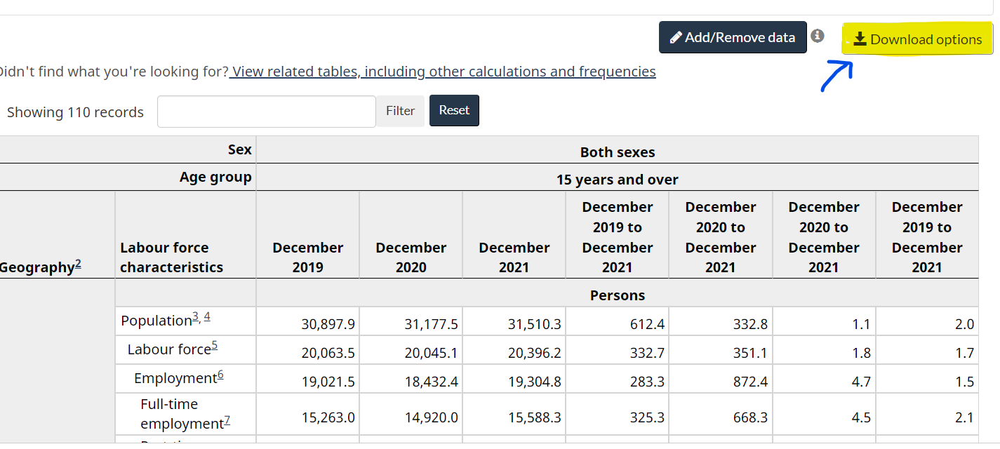 Add/Remove data
Download options
Didn't find what you're looking for? View related tables, including other calculations and frequencies
Showing 110 records
Filter
Reset
Sex
Both sexes
Age group
15 years and over
Geography2
Labour force characteristics
December 2019
December 2020
December 2021
December 2019 to December 2021
December 2020 to December 2021
December 2020 to December 2021
December 2019 to December 2021
Persons
Population3, 4 30,897.9 31,177.5 31,510.3 612.4 332.8 1.1 2.0
Labour force5 20,063.5 20,045.1 20,396.2 332.7 351.1 1.8 1.7
Employment6 19,021.5 18,432.4 19,304.8 283.3 872.4 4.7 1.5
Full-time employment7 15,263.0 14,920.0 15,588.3 325.3 668.3 4.5 2.1